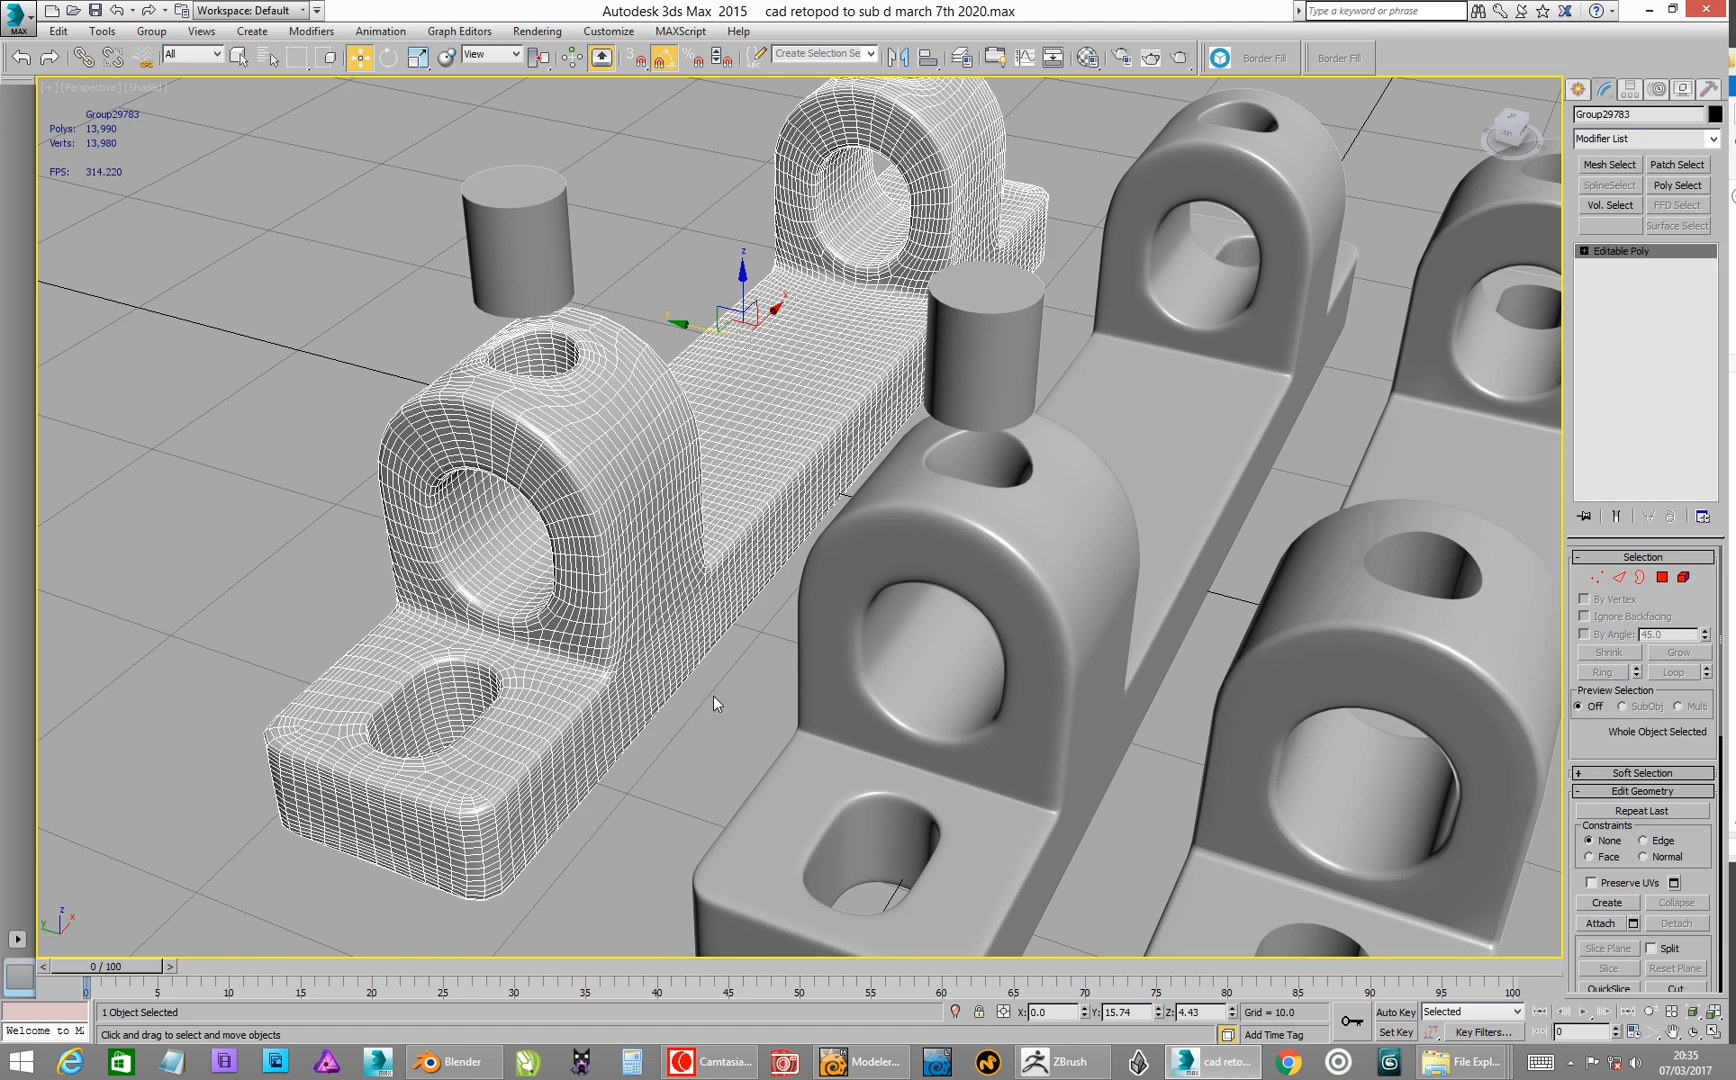 Workspace: Default
Autodesk 3ds Max 2015 cad retopod to sub d march 7th 2020.max
Type a keyword or phrase
MAX
Edit Tools Group Views Create Modifiers Animation Graph Editors Rendering Customize MAXScript Help
All
View
Create Selection Se
Border Fill
Border Fill
[+] [Perspective] [Shaded]
Group29783
Polys: 13,990
Verts: 13,980
FPS: 314.220
z
x
y
Group29783
Modifier List
Mesh Select Patch Select
SplineSelect Poly Select
Vol. Select FFD Select
Surface Select
Editable Poly
Selection
By Vertex
Ignore Backfacing
By Angle: 45.0
Shrink Grow
Ring Loop
Preview Selection
Off SubObj Multi
Whole Object Selected
Soft Selection
Edit Geometry
Repeat Last
Constraints
None Edge
Face Normal
Preserve UVs
Create Collapse
Attach Detach
Slice Plane Split
Slice Reset Plane
QuickSlice Cut
z
y x
< 0 / 100 >
0 5 10 15 20 25 30 35 40 45 50 55 60 65 70 75 80 85 90 95 100
1 Object Selected
X: 0.0 Y: 15.74 Z: 4.43 Grid = 10.0
Auto Key Selected
Welcome to M
Click and drag to select and move objects
Add Time Tag
Set Key Key Filters...
0
Blender
Camtasia...
Modeler...
ZBrush
cad reto...
File Expl...
20:35
07/03/2017